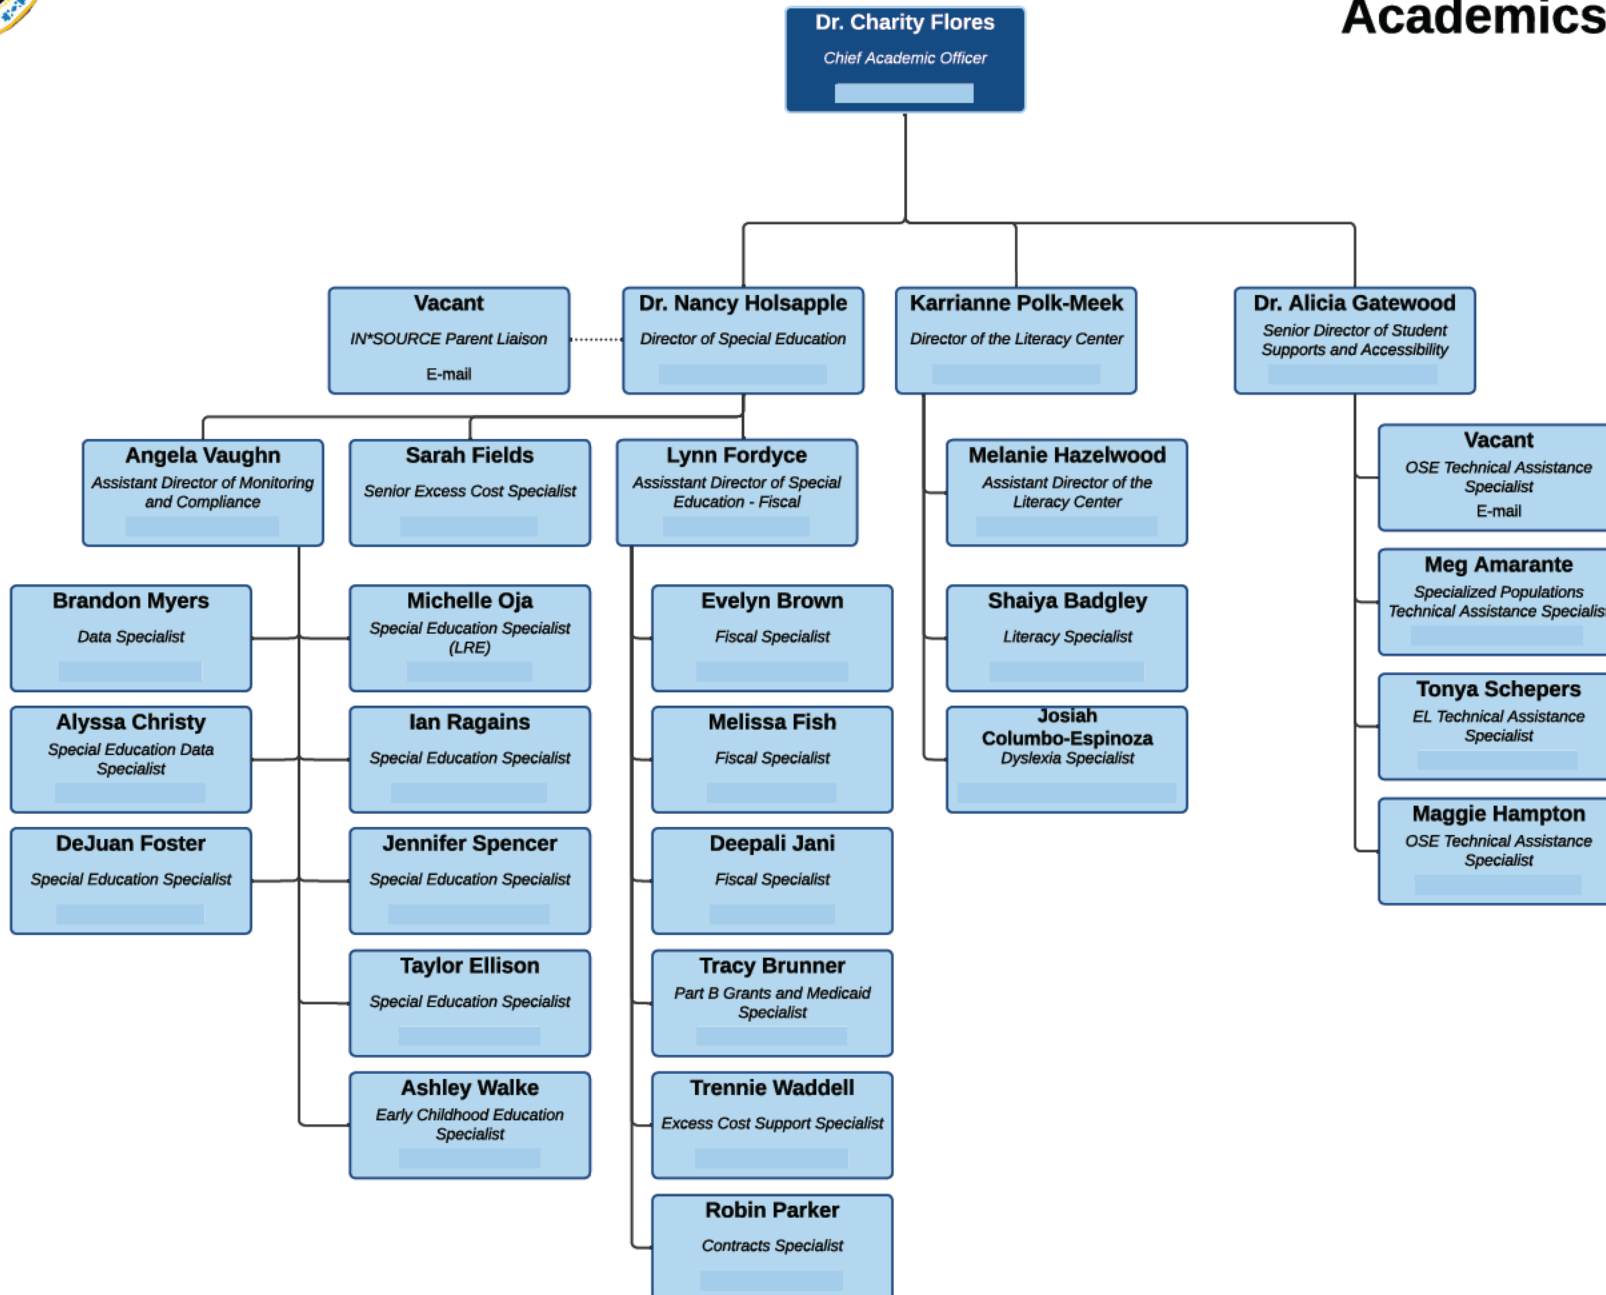 Academics
Dr. Charity Flores
Chief Academic Officer
Vacant
IN*SOURCE Parent Liaison
E-mail
Dr. Nancy Holsapple
Director of Special Education
Karrianne Polk-Meek
Director of the Literacy Center
Dr. Alicia Gatewood
Senior Director of Student
Supports and Accessibility
Angela Vaughn
Assistant Director of Monitoring
and Compliance
Sarah Fields
Senior Excess Cost Specialist
Lynn Fordyce
Assisstant Director of Special
Education - Fiscal
Melanie Hazelwood
Assistant Director of the
Literacy Center
Vacant
OSE Technical Assistance
Specialist
E-mail
Meg Amarante
Specialized Populations
Technical Assistance Specialist
Tonya Schepers
EL Technical Assistance
Specialist
Maggie Hampton
OSE Technical Assistance
Specialist
Brandon Myers
Data Specialist
Michelle Oja
Special Education Specialist
(LRE)
Evelyn Brown
Fiscal Specialist
Shaiya Badgley
Literacy Specialist
Alyssa Christy
Special Education Data
Specialist
Ian Ragains
Special Education Specialist
Melissa Fish
Fiscal Specialist
Josiah
Columbo-Espinoza
Dyslexia Specialist
DeJuan Foster
Special Education Specialist
Jennifer Spencer
Special Education Specialist
Deepali Jani
Fiscal Specialist
Taylor Ellison
Special Education Specialist
Tracy Brunner
Part B Grants and Medicaid
Specialist
Ashley Walke
Early Childhood Education
Specialist
Trennie Waddell
Excess Cost Support Specialist
Robin Parker
Contracts Specialist